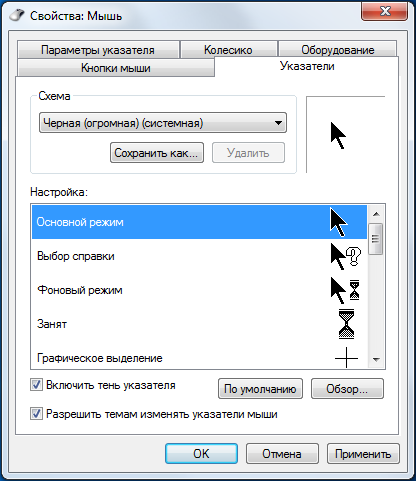 Свойства: Мышь
Параметры указателя Колесико Оборудование
Кнопки мыши Указатели
Схема
Черная (огромная) (системная)
Сохранить как... Удалить
Настройка:
Основной режим
Выбор справки
Фоновый режим
Занят
Графическое выделение
Включить тень указателя
По умолчанию Обзор...
Разрешить темам изменять указатели мыши
OK Отмена Применить